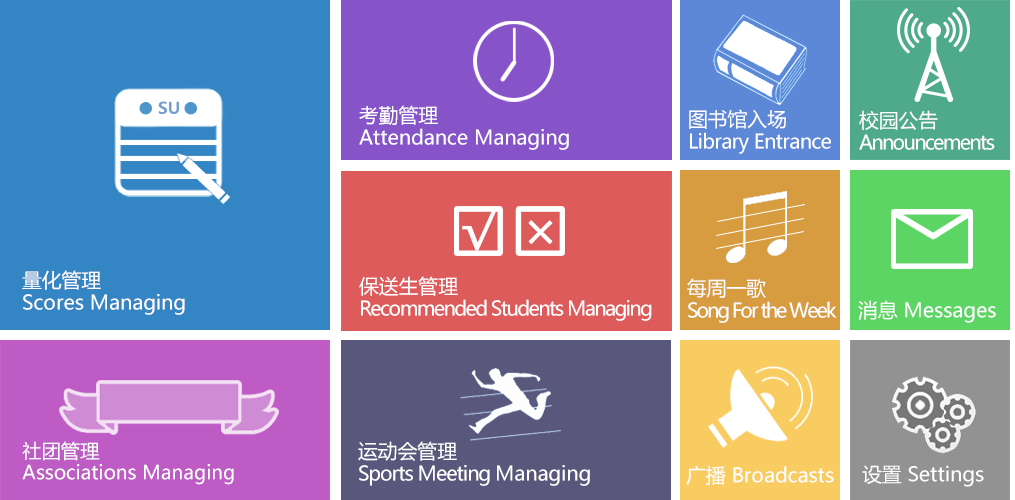 SU
量化管理
Scores Managing
考勤管理
Attendance Managing
图书馆入场
Library Entrance
校园公告
Announcements
保送生管理
Recommended Students Managing
每周一歌
Song For the Week
消息 Messages
社团管理
Associations Managing
运动会管理
Sports Meeting Managing
广播 Broadcasts
设置 Settings